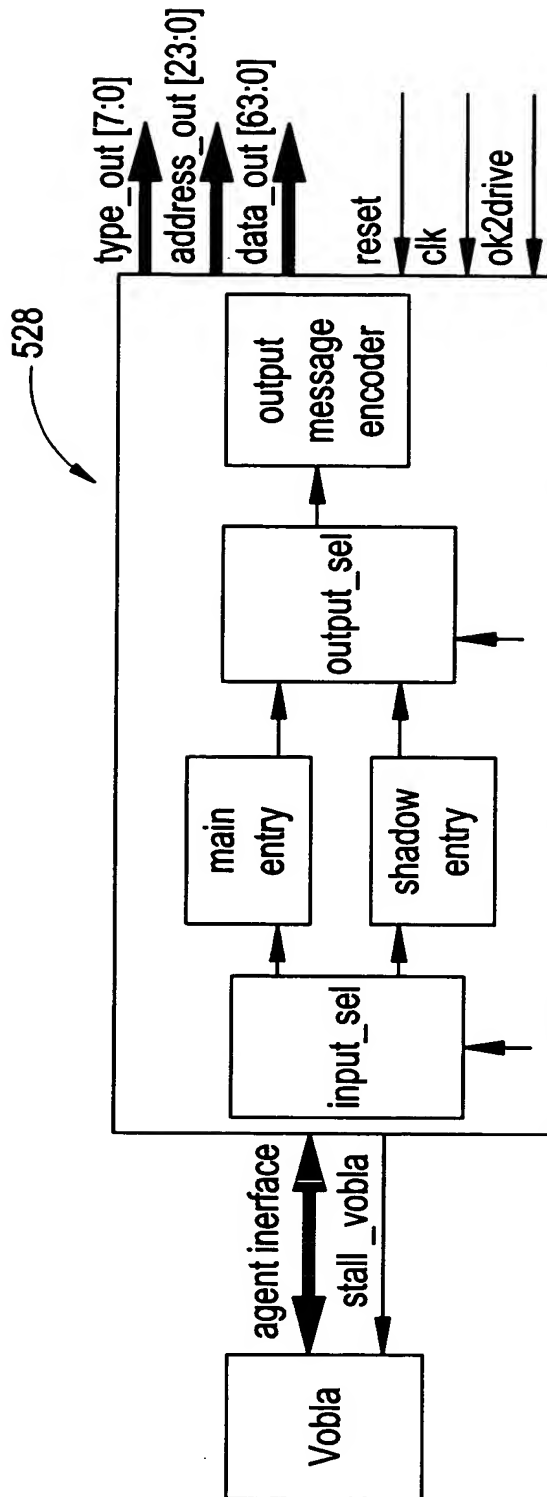 528
Vobla
agent inerface
stall_vobla
input_sel
main
entry
shadow
entry
output_sel
output
message
encoder
type_out [7:0]
address_out [23:0]
data_out [63:0]
reset
clk
ok2drive